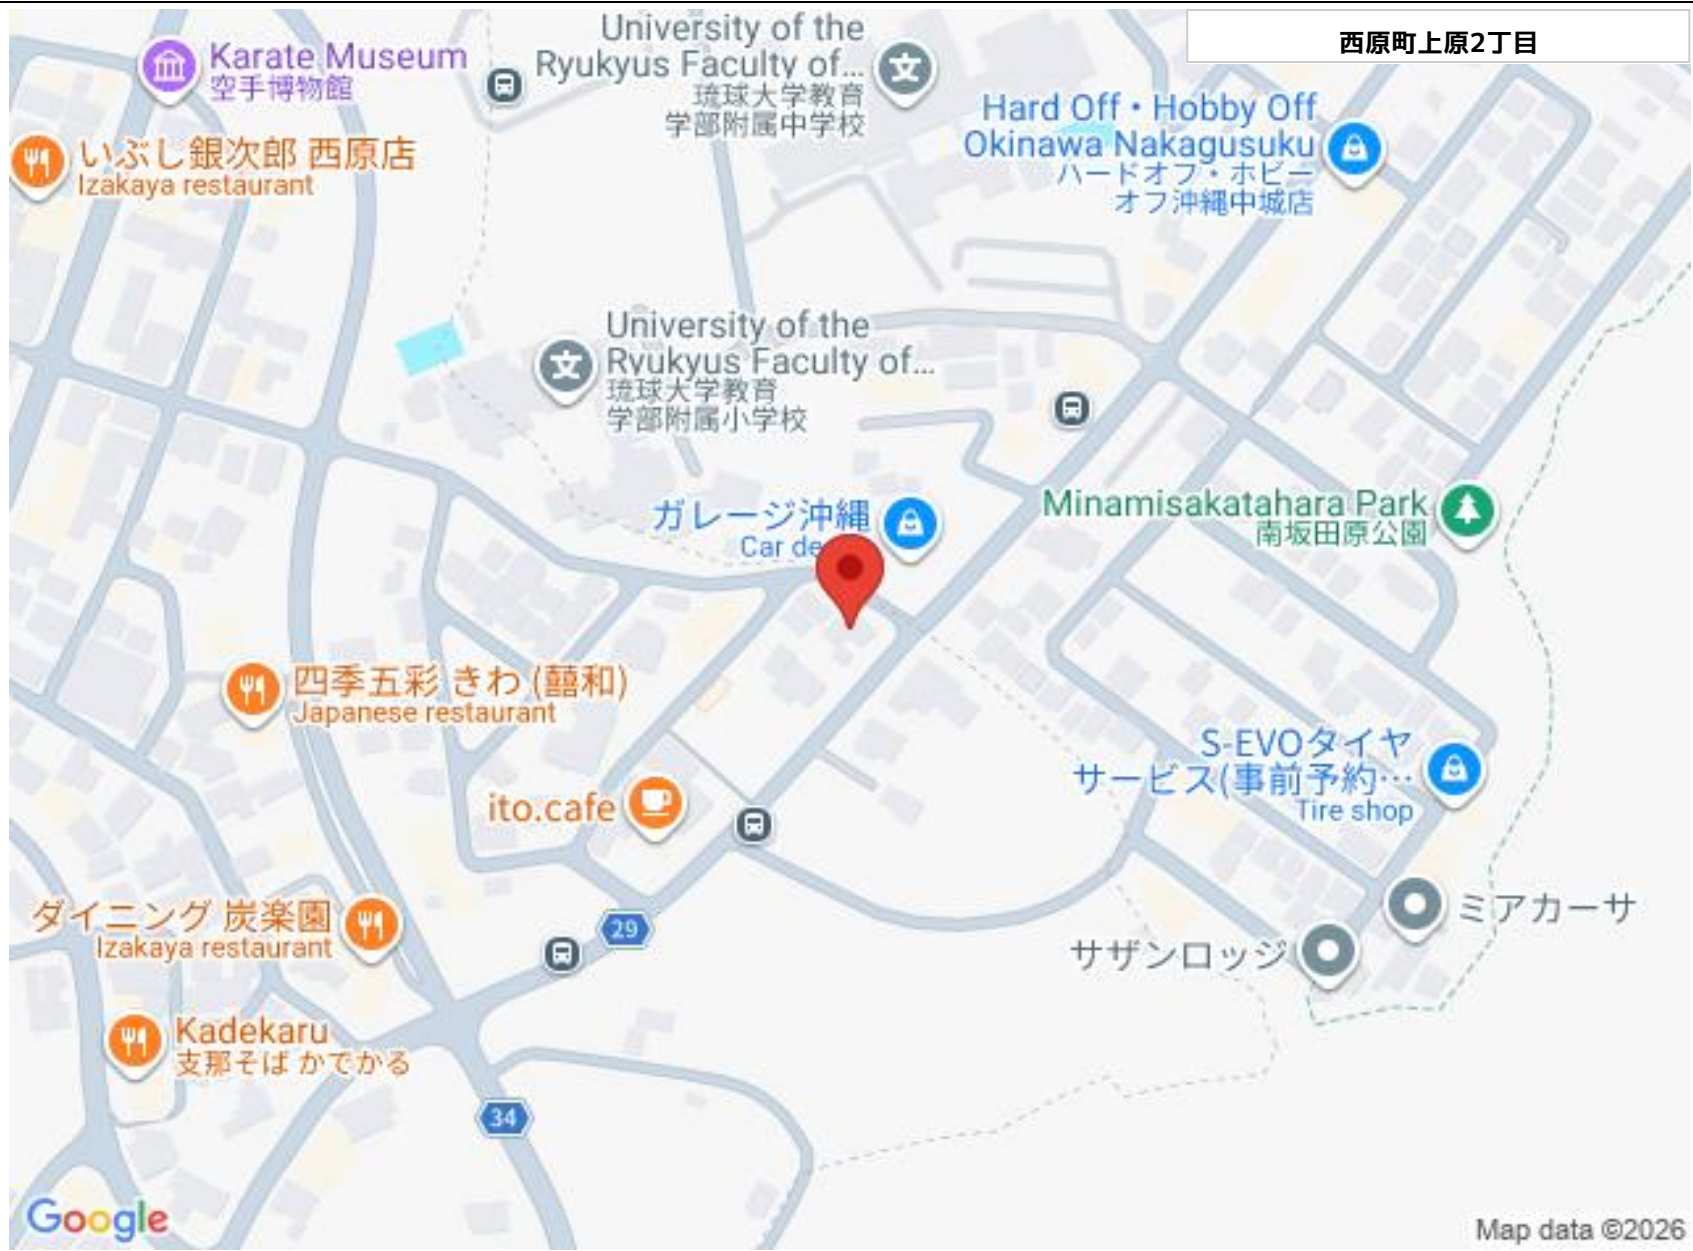 西原町上原2丁目
Karate Museum
空手博物館
University of the
Ryukyus Faculty of...
琉球大学教育
学部附属中学校
Hard Off・Hobby Off
Okinawa Nakagusuku
ハードオフ・ホビー
オフ沖縄中城店
いぶし銀次郎 西原店
Izakaya restaurant
University of the
Ryukyus Faculty of...
琉球大学教育
学部附属小学校
ガレージ沖縄
Car de
Minamisakatahara Park
南坂田原公園
四季五彩 きわ (囍和)
Japanese restaurant
S-EVOタイヤ
サービス(事前予約…
Tire shop
ito.cafe
ダイニング 炭楽園
Izakaya restaurant
29
ミアカーサ
サザンロッジ
Kadekaru
支那そば かでかる
34
Google
Map data ©2026